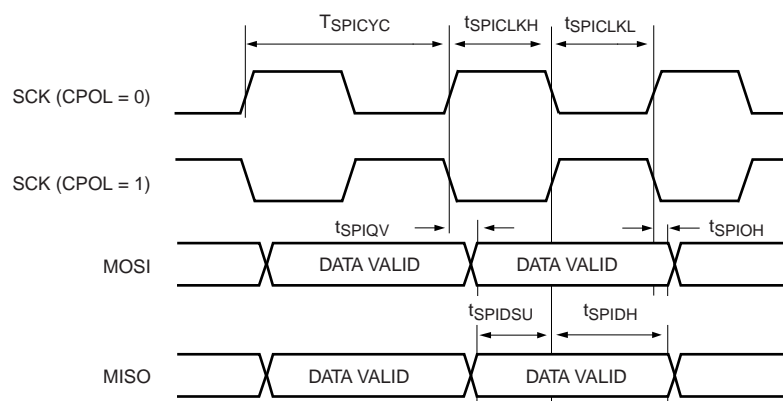 TSPICYC tSPICLKH tSPICLKL
SCK (CPOL = 0)
SCK (CPOL = 1)
tSPIQV tSPIOH
MOSI DATA VALID DATA VALID
tSPIDSU tSPIDH
MISO DATA VALID DATA VALID